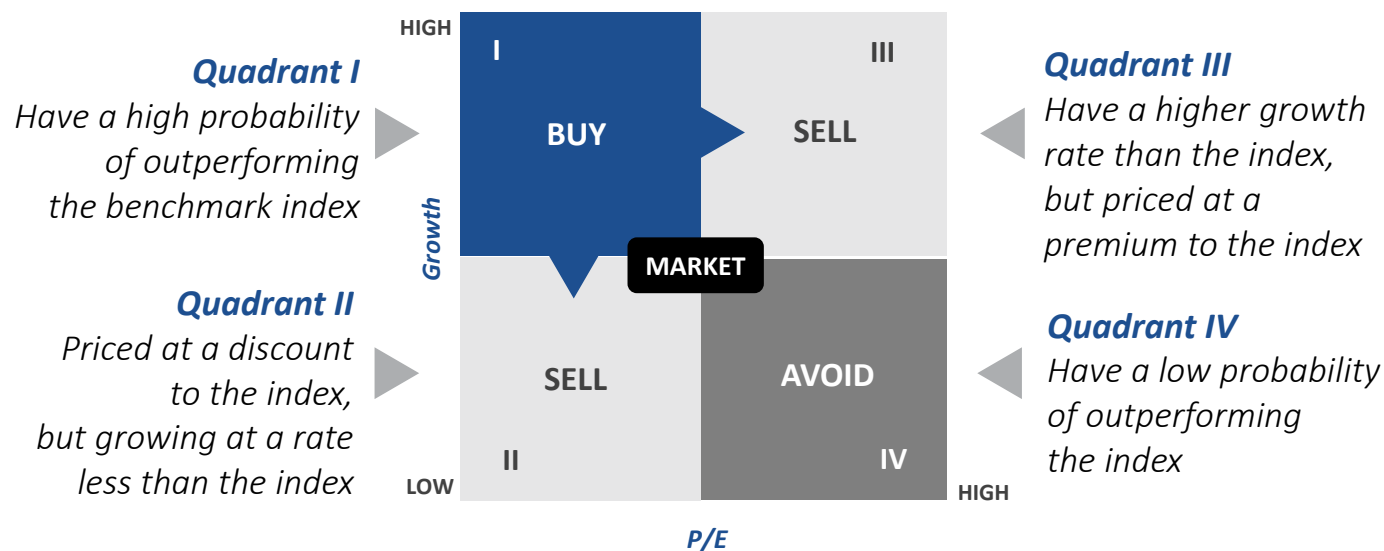 HIGH
Quadrant I
Have a high probability
of outperforming
the benchmark index
Quadrant II
Priced at a discount
to the index,
but growing at a rate
less than the index
Growth
I
BUY
III
SELL
MARKET
SELL
II
AVOID
IV
LOW
HIGH
P/E
Quadrant III
Have a higher growth
rate than the index,
but priced at a
premium to the index
Quadrant IV
Have a low probability
of outperforming
the index